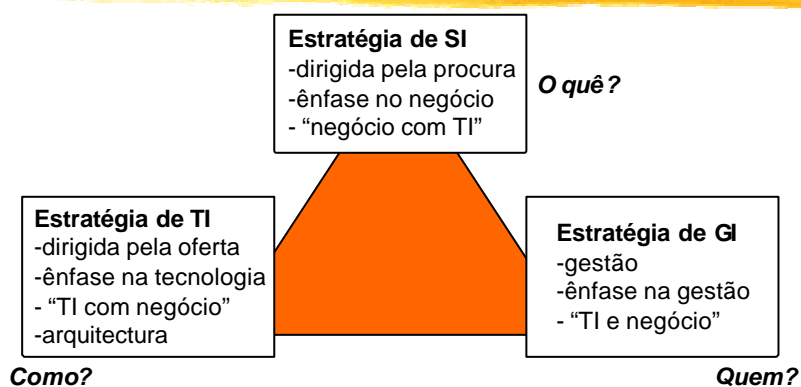 Estratégia de SI
-dirigida pela procura
-ênfase no negócio
- “negócio com TI”
O quê?
Estratégia de TI
-dirigida pela oferta
-ênfase na tecnologia
- “TI com negócio”
-arquitectura
Como?
Estratégia de GI
-gestão
-ênfase na gestão
- “TI e negócio”
Quem?